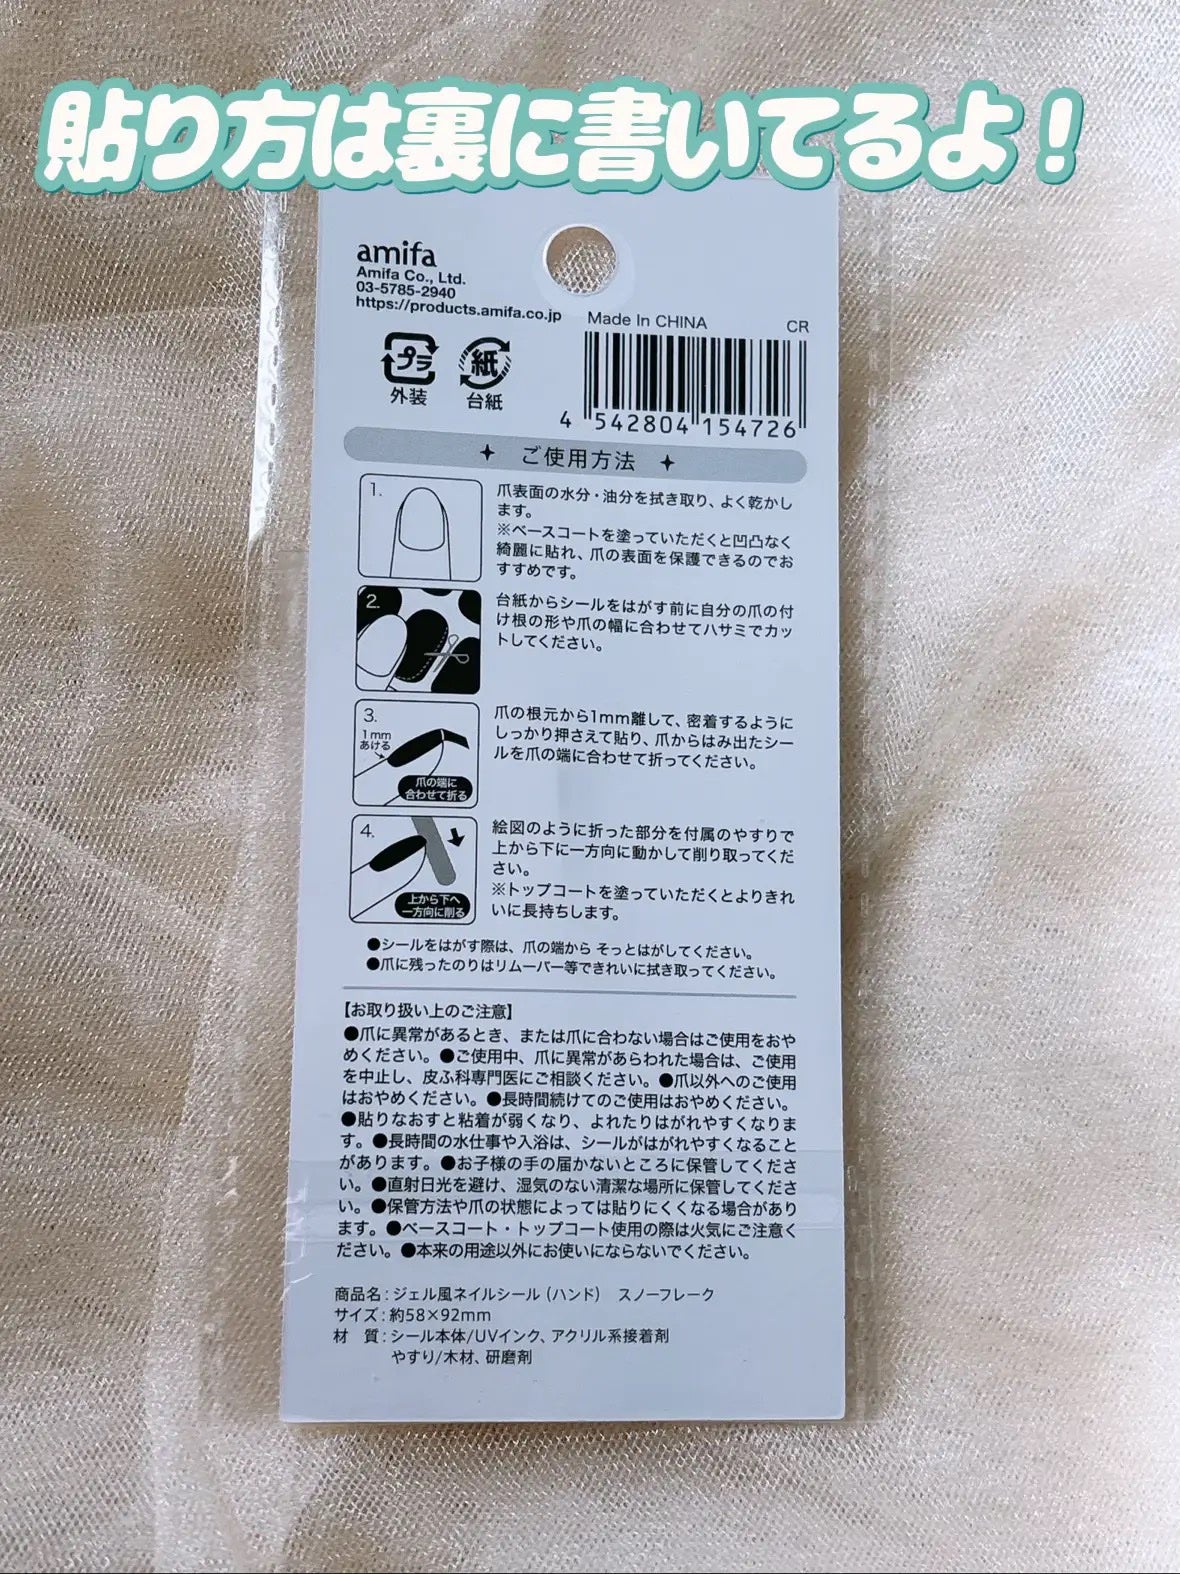 貼り方は裏に書いてるよ！
amifa
Amifa Co., Ltd.
03-5785-2940
https://products.amifa.co.jp
Made In CHINA
CR
プラ
外装
紙
台紙
4 542804 154726
ご使用方法
1.
爪表面の水分・油分を拭き取り、よく乾かし
ます。
※ベースコートを塗っていただくと凹凸なく
綺麗に貼れ、爪の表面を保護できるのでお
すすめです。
2.
台紙からシールをはがす前に自分の爪の付
け根の形や爪の幅に合わせてハサミでカッ
トしてください。
3.
1mm
あける
爪の端に
合わせて折る
爪の根元から1mm離して、密着するように
しっかり押さえて貼り、爪からはみ出たシー
ルを爪の端に合わせて折ってください。
4.
上から下へ
一方向に削る
絵図のように折った部分を付属のやすりで
上から下に一方向に動かして削り取ってくだ
さい。
※トップコートを塗っていただくとよりきれ
いに長持ちします。
●シールをはがす際は、爪の端から そっとはがしてください。
●爪に残ったのりはリムーバー等できれいに拭き取ってください。
【お取り扱い上のご注意】
●爪に異常があるとき、または爪に合わない場合はご使用をおや
めください。●ご使用中、爪に異常があらわれた場合は、ご使用
を中止し、皮ふ科専門医にご相談ください。●爪以外へのご使用
はおやめください。●長時間続けてのご使用はおやめください。
●貼りなおすと粘着が弱くなり、よれたりはがれやすくなりま
す。●長時間の水仕事や入浴は、シールがはがれやすくなること
があります。●お子様の手の届かないところに保管してくださ
い。●直射日光を避け、湿気のない清潔な場所に保管してくださ
い。●保管方法や爪の状態によっては貼りにくくなる場合があり
ます。●ベースコート・トップコート使用の際は火気にご注意く
ださい。●本来の用途以外にお使いにならないでください。
商品名：ジェル風ネイルシール（ハンド） スノーフレーク
サイズ：約58×92mm
材 質：シール本体/UVインク、アクリル系接着剤
やすり/木材、研磨剤